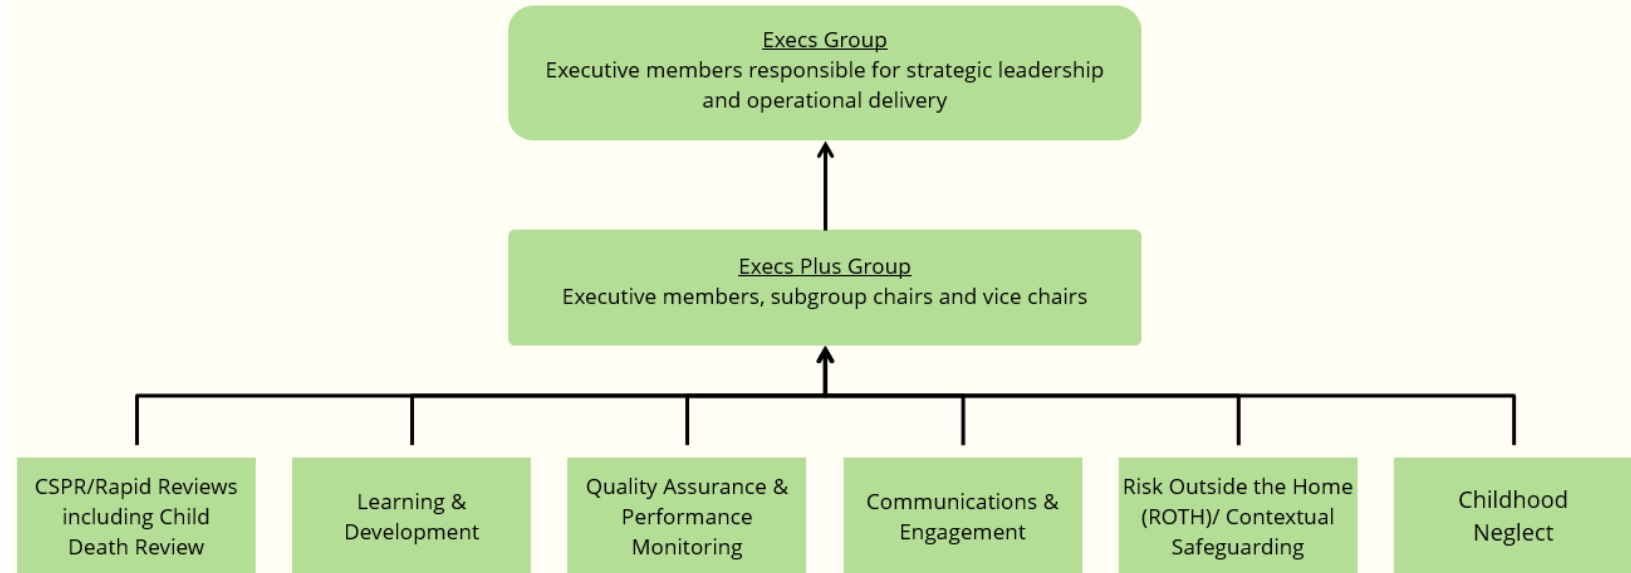 Execs Group
Executive members responsible for strategic leadership
and operational delivery
Execs Plus Group
Executive members, subgroup chairs and vice chairs
CSPR/Rapid Reviews
including Child
Death Review
Learning &
Development
Quality Assurance &
Performance
Monitoring
Communications &
Engagement
Risk Outside the Home
(ROTH)/ Contextual
Safeguarding
Childhood
Neglect